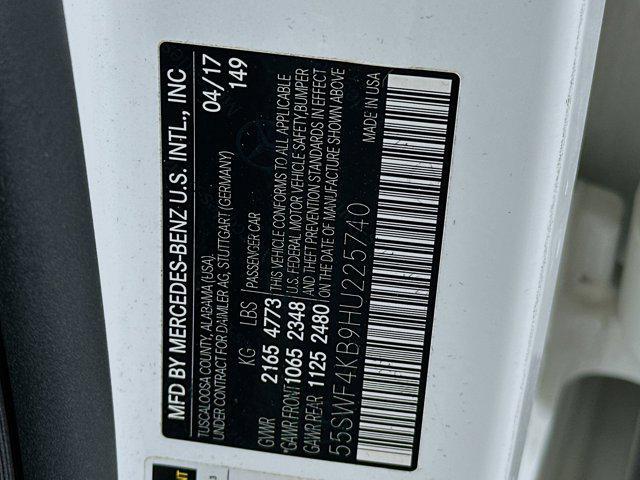 MFD BY MERCEDES-BENZ U.S. INTL., INC 04/17
TUSCALOOSA COUNTY, ALABAMA (USA), 149
UNDER CONTRACT FOR DAIMLER AG, STUTTGART (GERMANY)
KG LBS PASSENGER CAR
GVWR 2165 4773 THIS VEHICLE CONFORMS TO ALL APPLICABLE
*GAWR FRONT 1065 2348 U.S. FEDERAL MOTOR VEHICLE SAFETY, BUMPER
GAWR REAR 1125 2480 AND THEFT PREVENTION STANDARDS IN EFFECT
ON THE DATE OF MANUFACTURE SHOWN ABOVE
55SWF4KB9HU225740 MADE IN USA